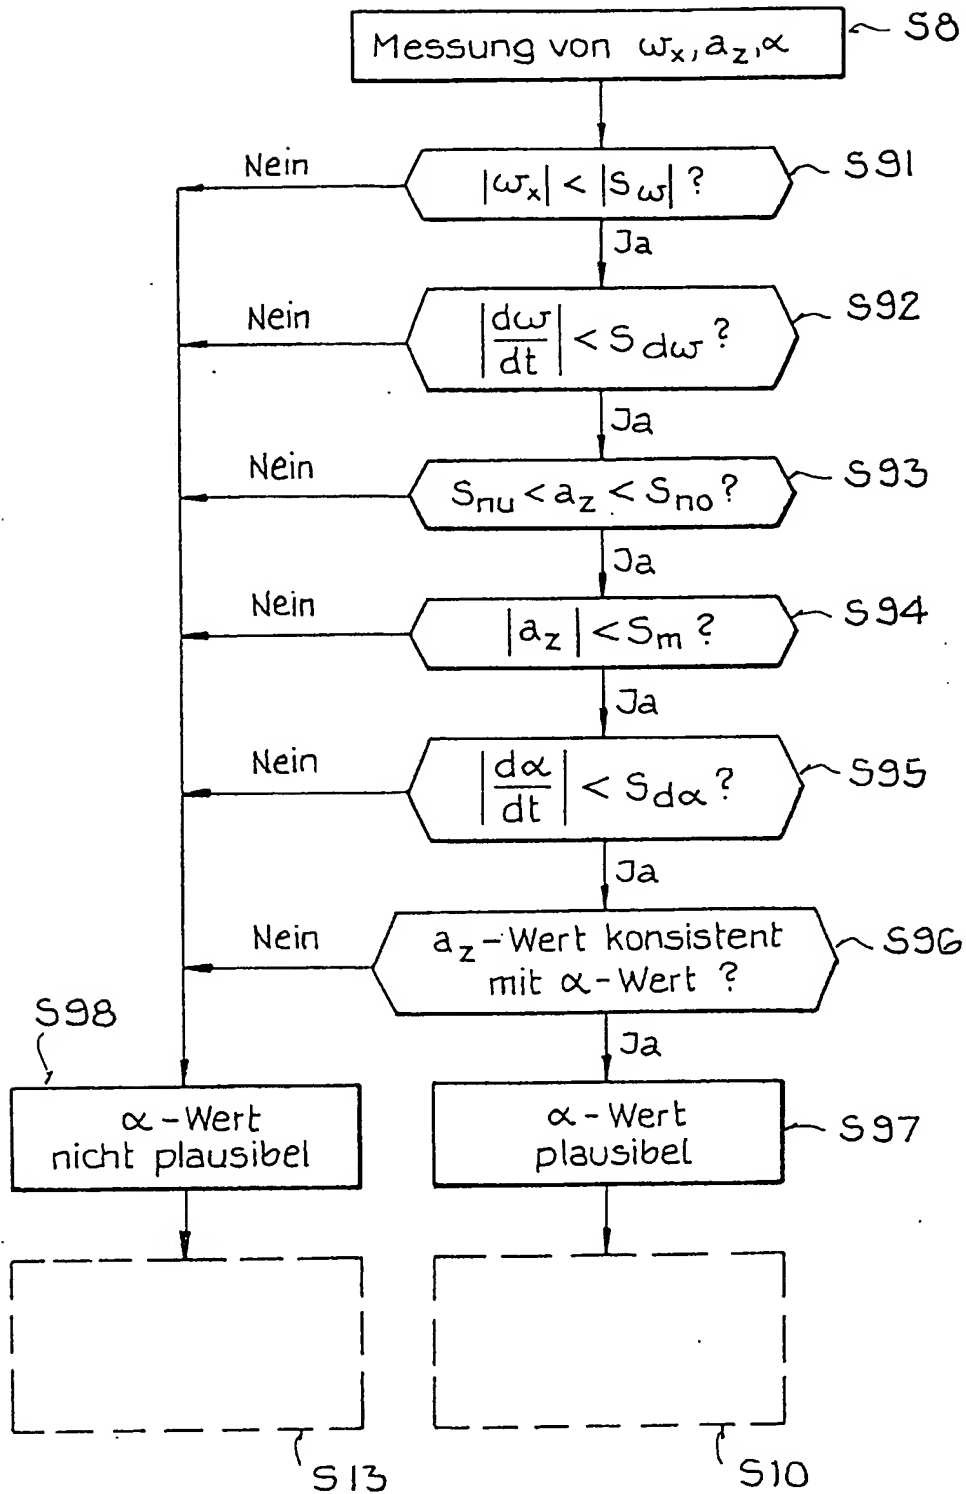 Messung von ωx, az, α
S8
Nein
|ωx| < |Sω| ?
S91
Ja
Nein
|dω/dt| < Sdω ?
S92
Ja
Nein
Snu < az < Sno ?
S93
Ja
Nein
|az| < Sm ?
S94
Ja
Nein
|dα/dt| < Sdα ?
S95
Ja
Nein
az-Wert konsistent
mit α-Wert ?
S96
Ja
S98
α-Wert
nicht plausibel
α-Wert
plausibel
S97
S13
S10